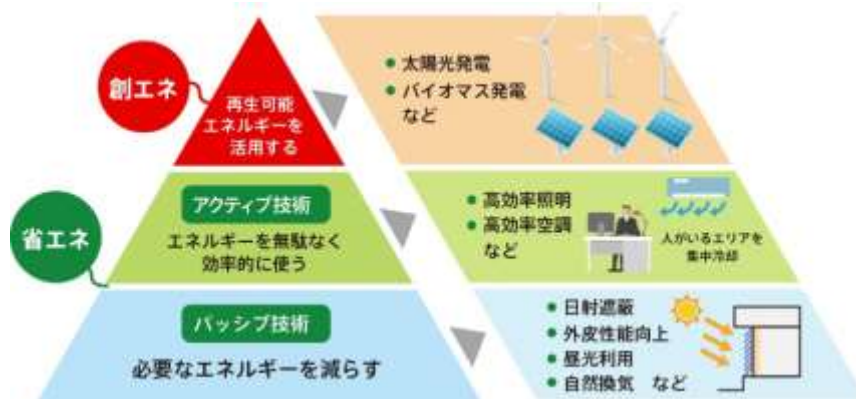 創エネ
再生可能
エネルギーを
活用する
● 太陽光発電
● バイオマス発電
など
省エネ
アクティブ技術
エネルギーを無駄なく
効率的に使う
● 高効率照明
● 高効率空調
など
人がいるエリアを
集中冷却
パッシブ技術
必要なエネルギーを減らす
● 日射遮蔽
● 外皮性能向上
● 昼光利用
● 自然換気 など